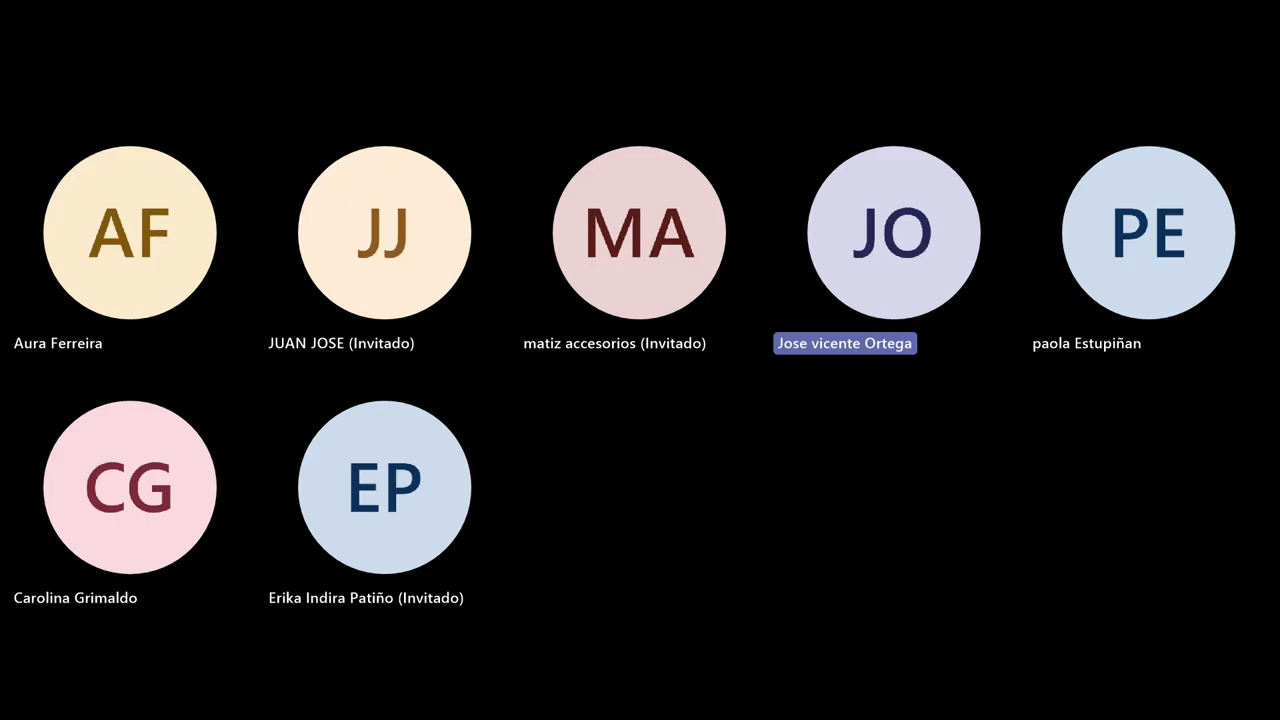 AF
JJ
MA
JO
PE
Aura Ferreira
JUAN JOSE (Invitado)
matiz accesorios (Invitado)
Jose vicente Ortega
paola Estupiñan
CG
EP
Carolina Grimaldo
Erika Indira Patiño (Invitado)